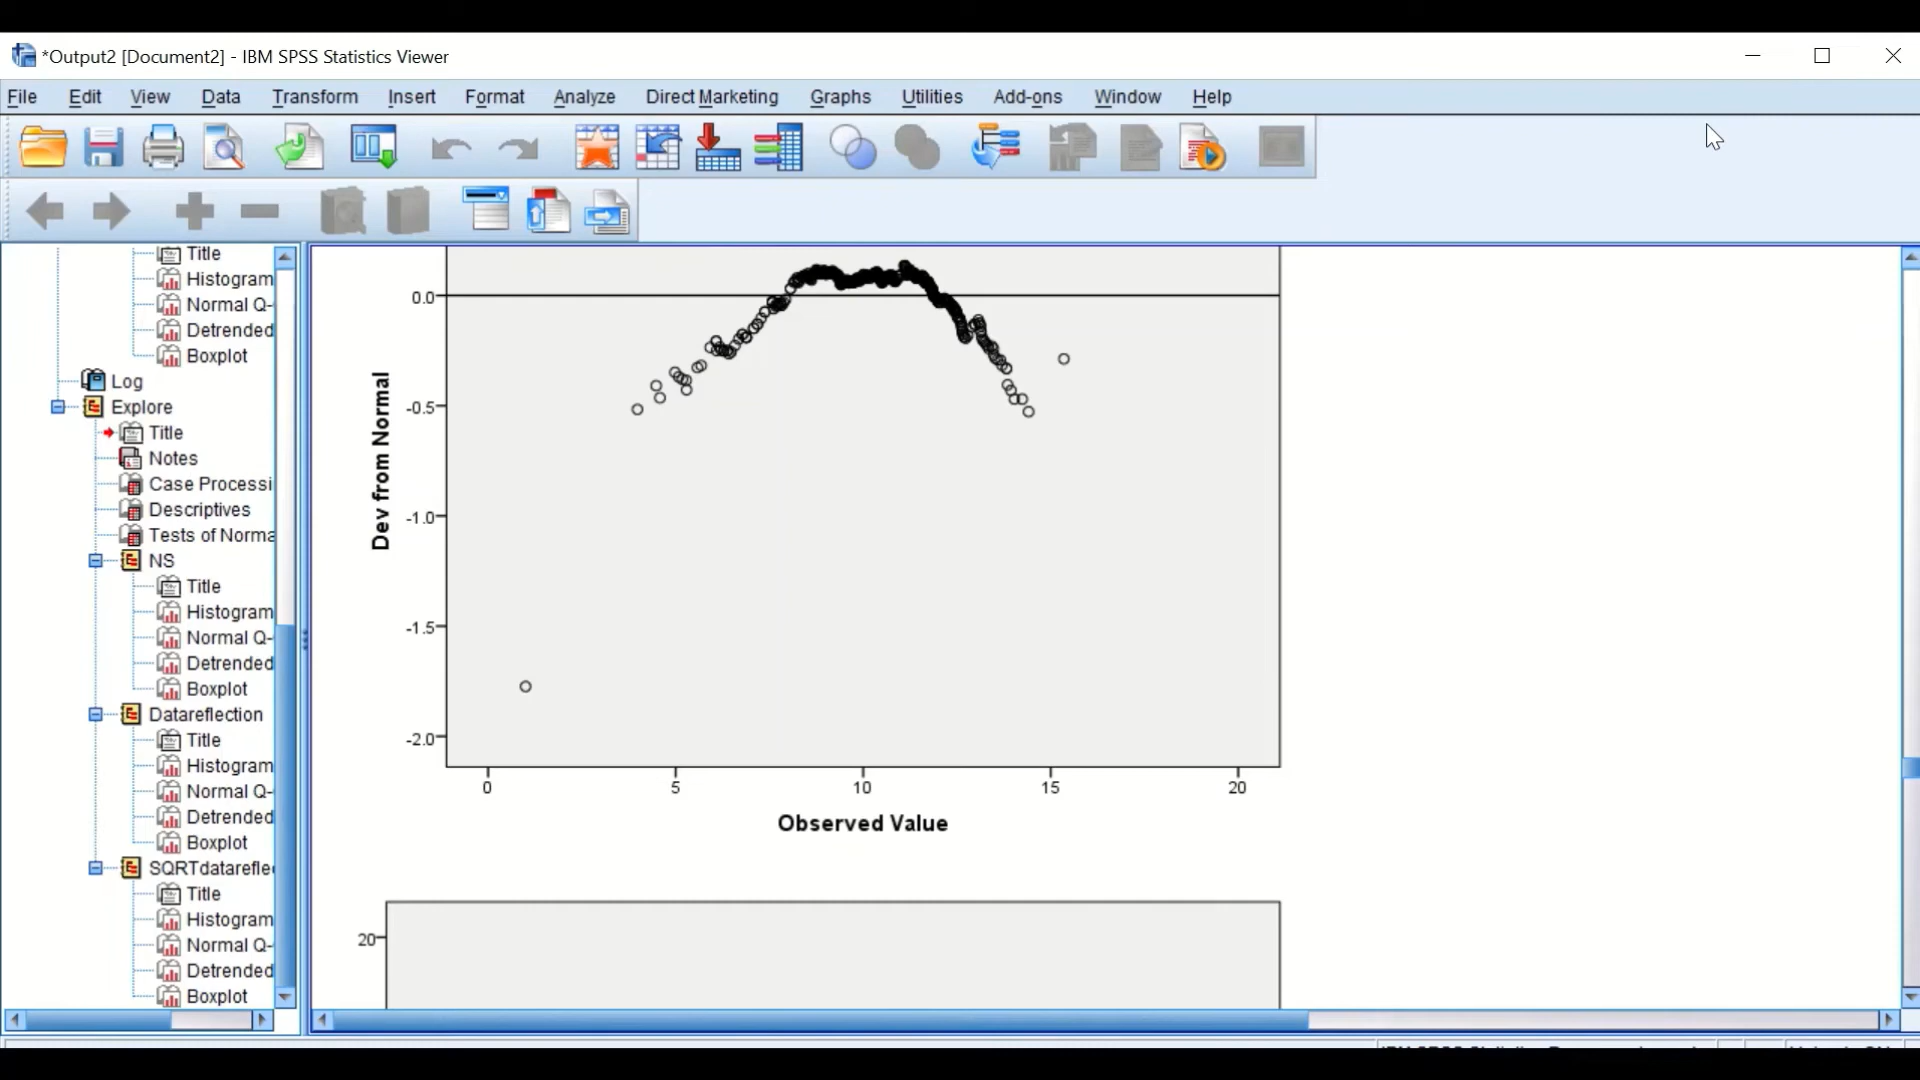 *Output2 [Document2] - IBM SPSS Statistics Viewer
File Edit View Data Transform Insert Format Analyze Direct Marketing Graphs Utilities Add-ons Window Help
Title
Histogram
Normal Q-
Detrended
Boxplot
Log
Explore
Title
Notes
Case Processi
Descriptives
Tests of Norma
NS
Title
Histogram
Normal Q-
Detrended
Boxplot
Datareflection
Title
Histogram
Normal Q-
Detrended
Boxplot
SQRTdatarefle
Title
Histogram
Normal Q-
Detrended
Boxplot
Dev from Normal
0.0
-0.5
-1.0
-1.5
-2.0
0 5 10 15 20
Observed Value
20